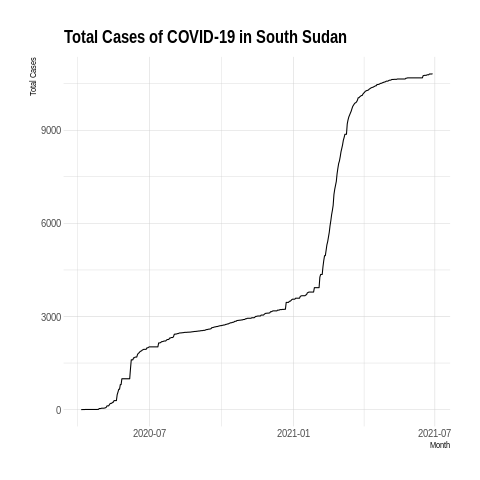 Total Cases of COVID-19 in South Sudan
Total Cases
9000
6000
3000
0
2020-07
2021-01
2021-07
Month